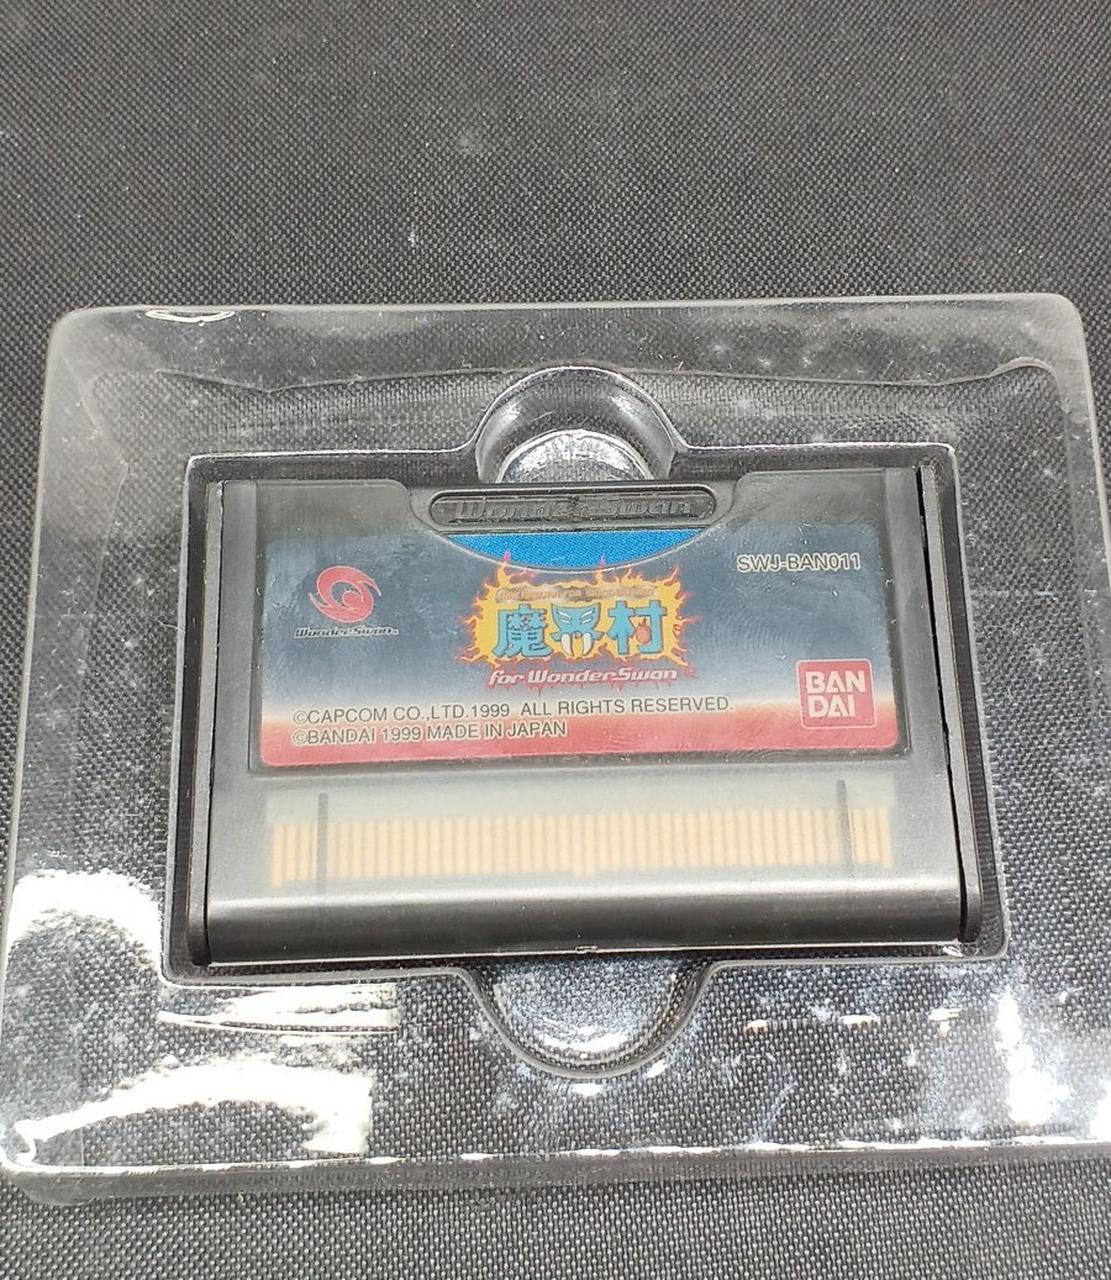 WonderSwan
SWJ-BAN011
WonderSwan
魔界村
for WonderSwan
BAN
DAI
©CAPCOM CO.,LTD.1999 ALL RIGHTS RESERVED.
©BANDAI 1999 MADE IN JAPAN